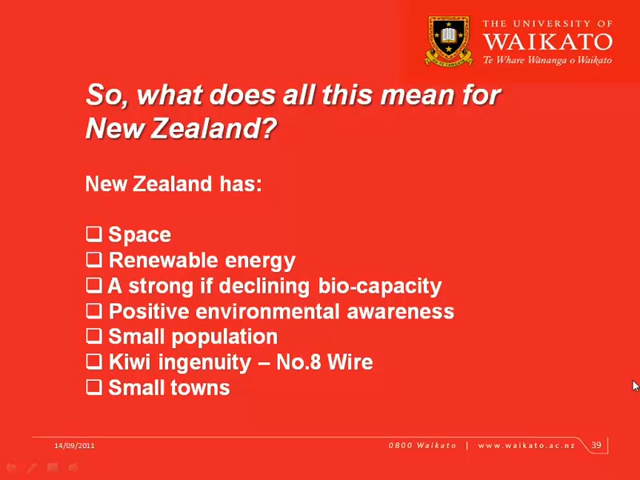 THE UNIVERSITY OF
WAIKATO
Te Whare Wānanga o Waikato
So, what does all this mean for
New Zealand?
New Zealand has:
Space
Renewable energy
A strong if declining bio-capacity
Positive environmental awareness
Small population
Kiwi ingenuity – No.8 Wire
Small towns
14/09/2011
0800 Waikato | www.waikato.ac.nz 39